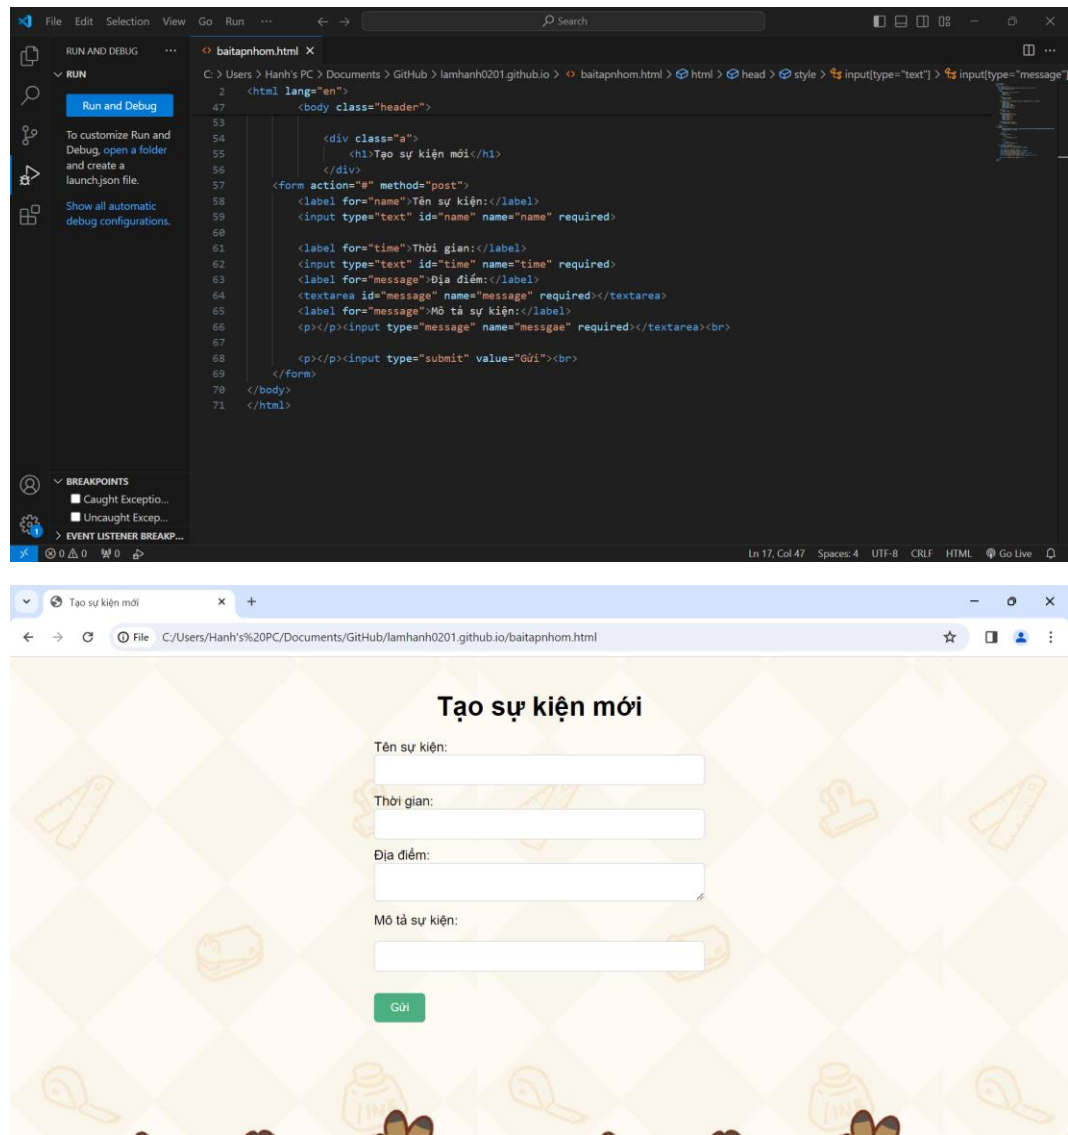 File Edit Selection View Go Run ··· Search
RUN AND DEBUG ···
baitapnhom.html
RUN
C: > Users > Hanh's PC > Documents > GitHub > lamhanh0201.github.io > baitapnhom.html > html > head > style > input[type="text"] > input[type="message"]
Run and Debug
To customize Run and
Debug, open a folder
and create a
launch.json file.
Show all automatic
debug configurations.
2 <html lang="en">
47 <body class="header">
53
54 <div class="a">
55 <h1>Tạo sự kiện mới</h1>
56 </div>
57 <form action="#" method="post">
58 <label for="name">Tên sự kiện:</label>
59 <input type="text" id="name" name="name" required>
60
61 <label for="time">Thời gian:</label>
62 <input type="text" id="time" name="time" required>
63 <label for="message">Địa điểm:</label>
64 <textarea id="message" name="message" required></textarea>
65 <label for="message">Mô tả sự kiện:</label>
66 <p></p><input type="message" name="messgae" required></textarea><br>
67
68 <p></p><input type="submit" value="Gửi"><br>
69 </form>
70 </body>
71 </html>
BREAKPOINTS
Caught Exceptio...
Uncaught Excep...
EVENT LISTENER BREAKP...
1
0 0 0 Ln 17, Col 47 Spaces: 4 UTF-8 CRLF HTML Go Live
Tạo sự kiện mới
File C:/Users/Hanh's%20PC/Documents/GitHub/lamhanh0201.github.io/baitapnhom.html
Tạo sự kiện mới
Tên sự kiện:
Thời gian:
Địa điểm:
Mô tả sự kiện:
Gửi
INK
INK